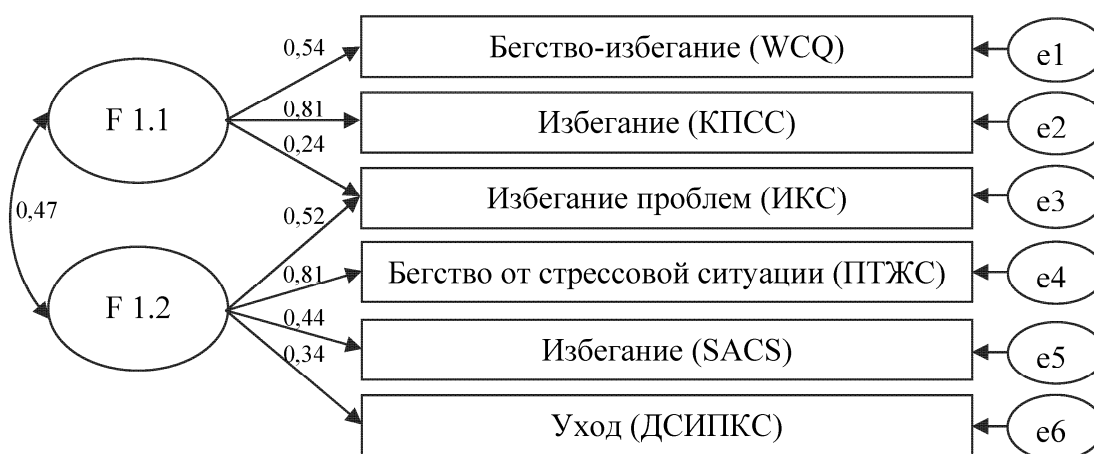 0,54
Бегство-избегание (WCQ)
e1
F 1.1
0,81
Избегание (КПСС)
e2
0,24
Избегание проблем (ИКС)
e3
0,47
0,52
Бегство от стрессовой ситуации (ПТЖС)
e4
F 1.2
0,81
0,44
Избегание (SACS)
e5
0,34
Уход (ДСИПКС)
e6